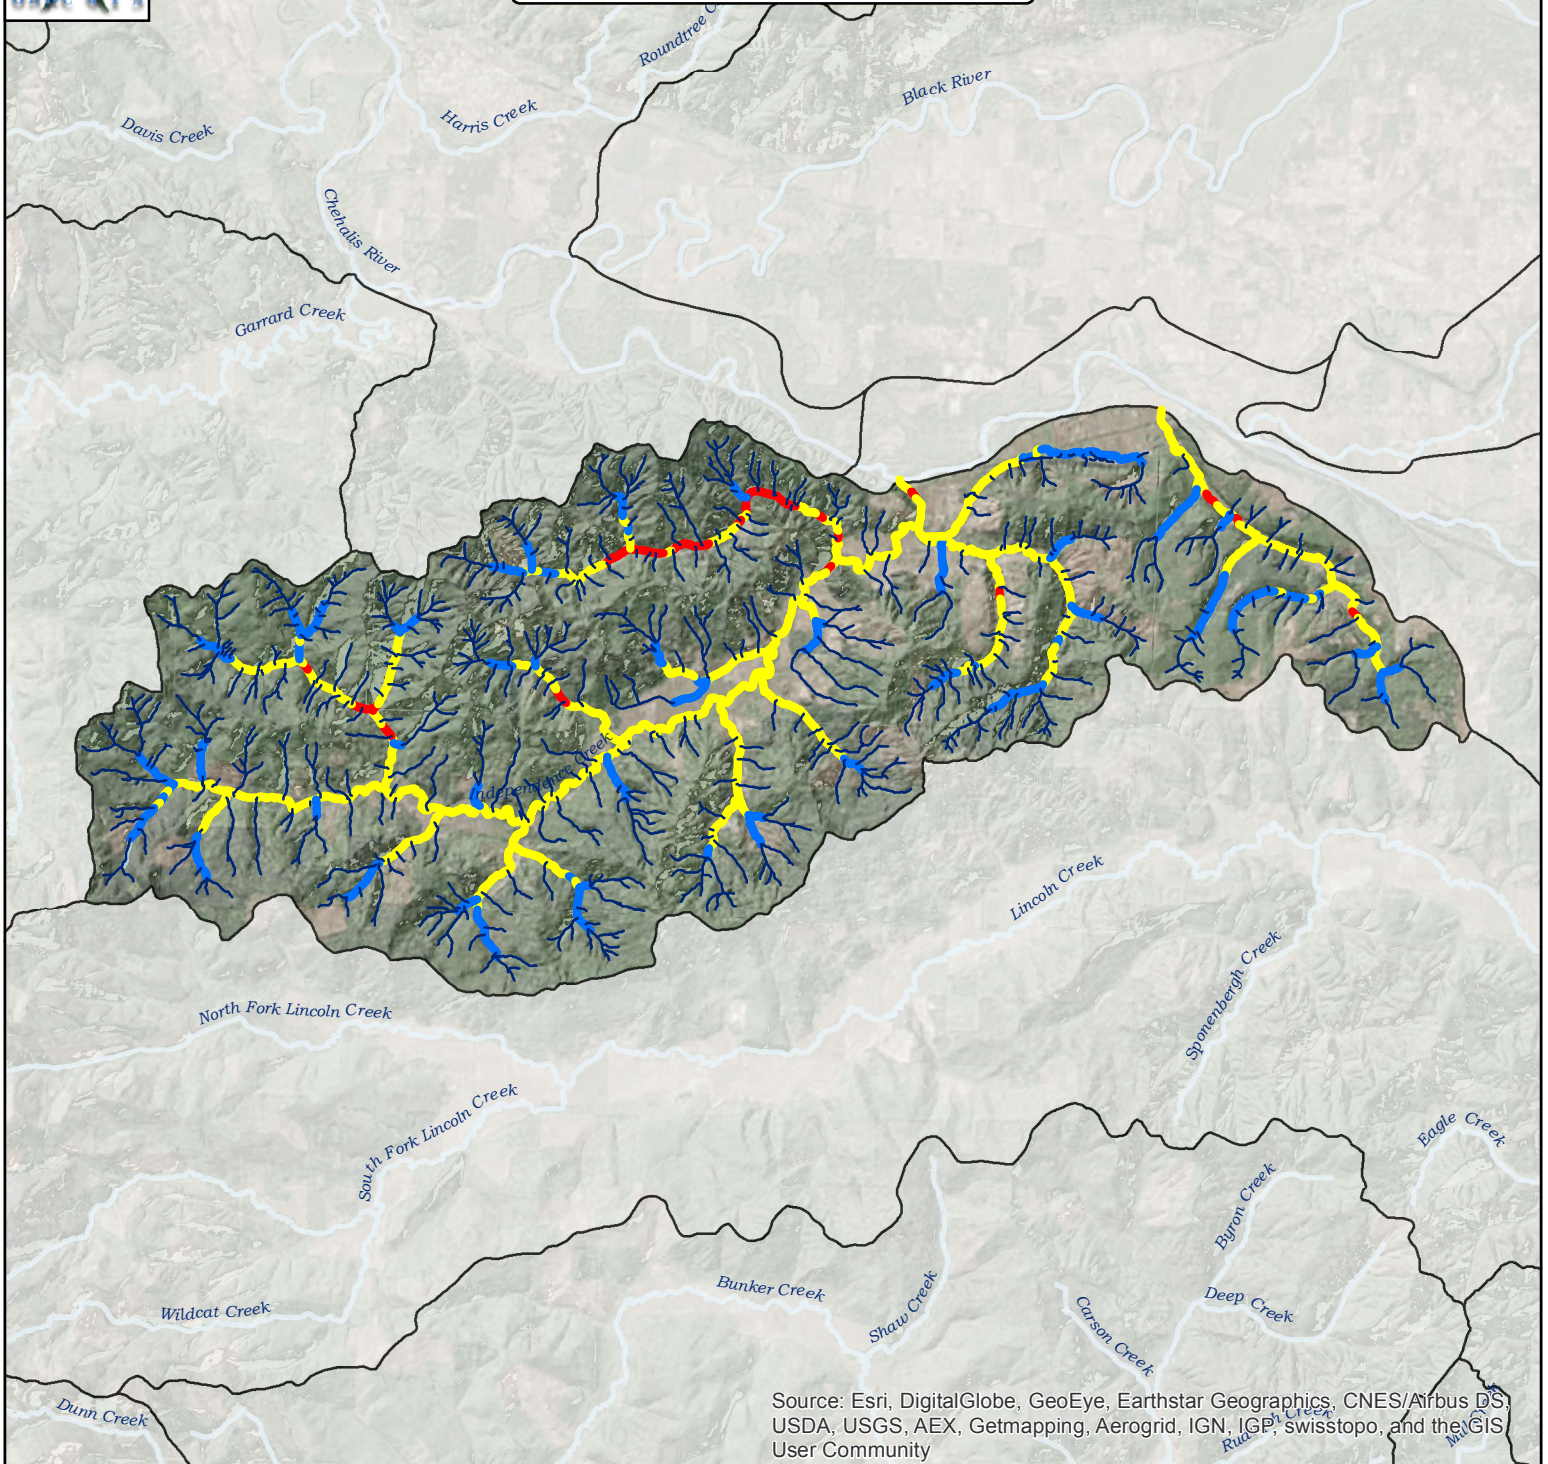 Roundtree
Black River
Davis Creek
Harris Creek
Chehalis River
Garrard Creek
Independence Creek
Lincoln Creek
Sponenbergh Creek
North Fork Lincoln Creek
South Fork Lincoln Creek
Eagle Creek
Byron Creek
Bunker Creek
Shaw Creek
Deep Creek
Carson Creek
Wildcat Creek
Dunn Creek
Source: Esri, DigitalGlobe, GeoEye, Earthstar Geographics, CNES/Airbus DS,
USDA, USGS, AEX, Getmapping, Aerogrid, IGN, IGP, swisstopo, and the GIS
User Community